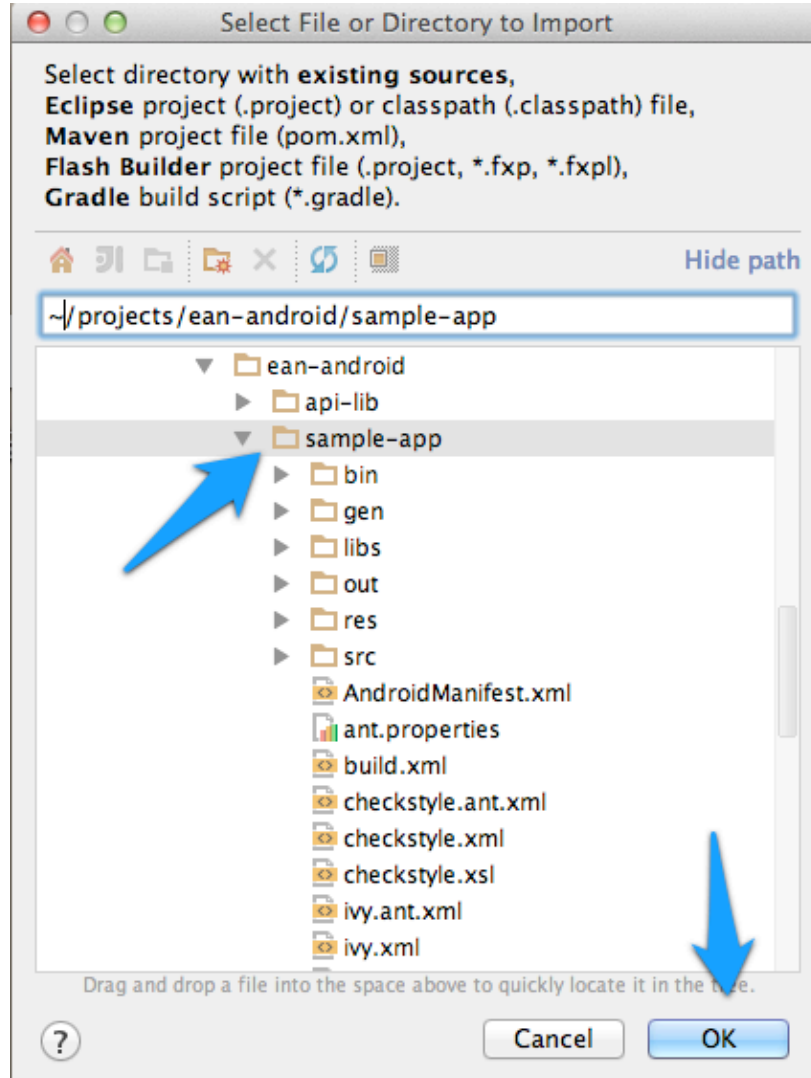 Select File or Directory to Import
Select directory with existing sources,
Eclipse project (.project) or classpath (.classpath) file,
Maven project file (pom.xml),
Flash Builder project file (.project, *.fxp, *.fxpl),
Gradle build script (*.gradle).
Hide path
~/projects/ean-android/sample-app
ean-android
api-lib
sample-app
bin
gen
libs
out
res
src
AndroidManifest.xml
ant.properties
build.xml
checkstyle.ant.xml
checkstyle.xml
checkstyle.xsl
ivy.ant.xml
ivy.xml
Drag and drop a file into the space above to quickly locate it in the tree.
? Cancel OK